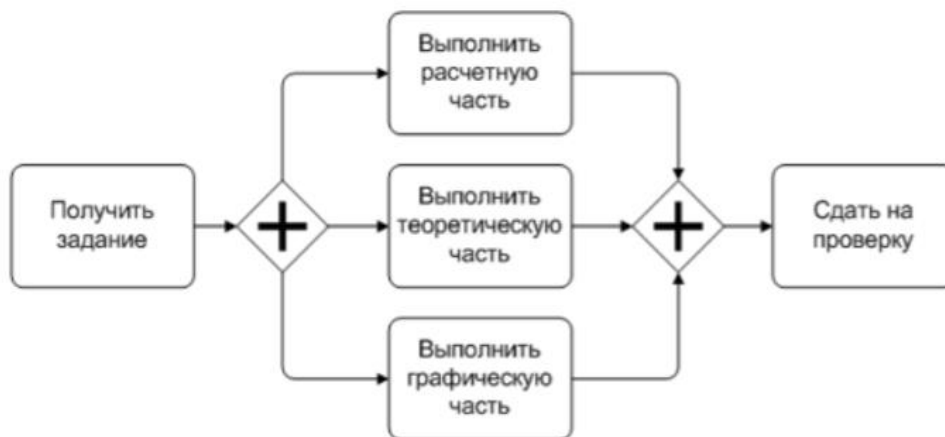 Получить
задание
Выполнить
расчетную
часть
Выполнить
теоретическую
часть
Выполнить
графическую
часть
Сдать на
проверку